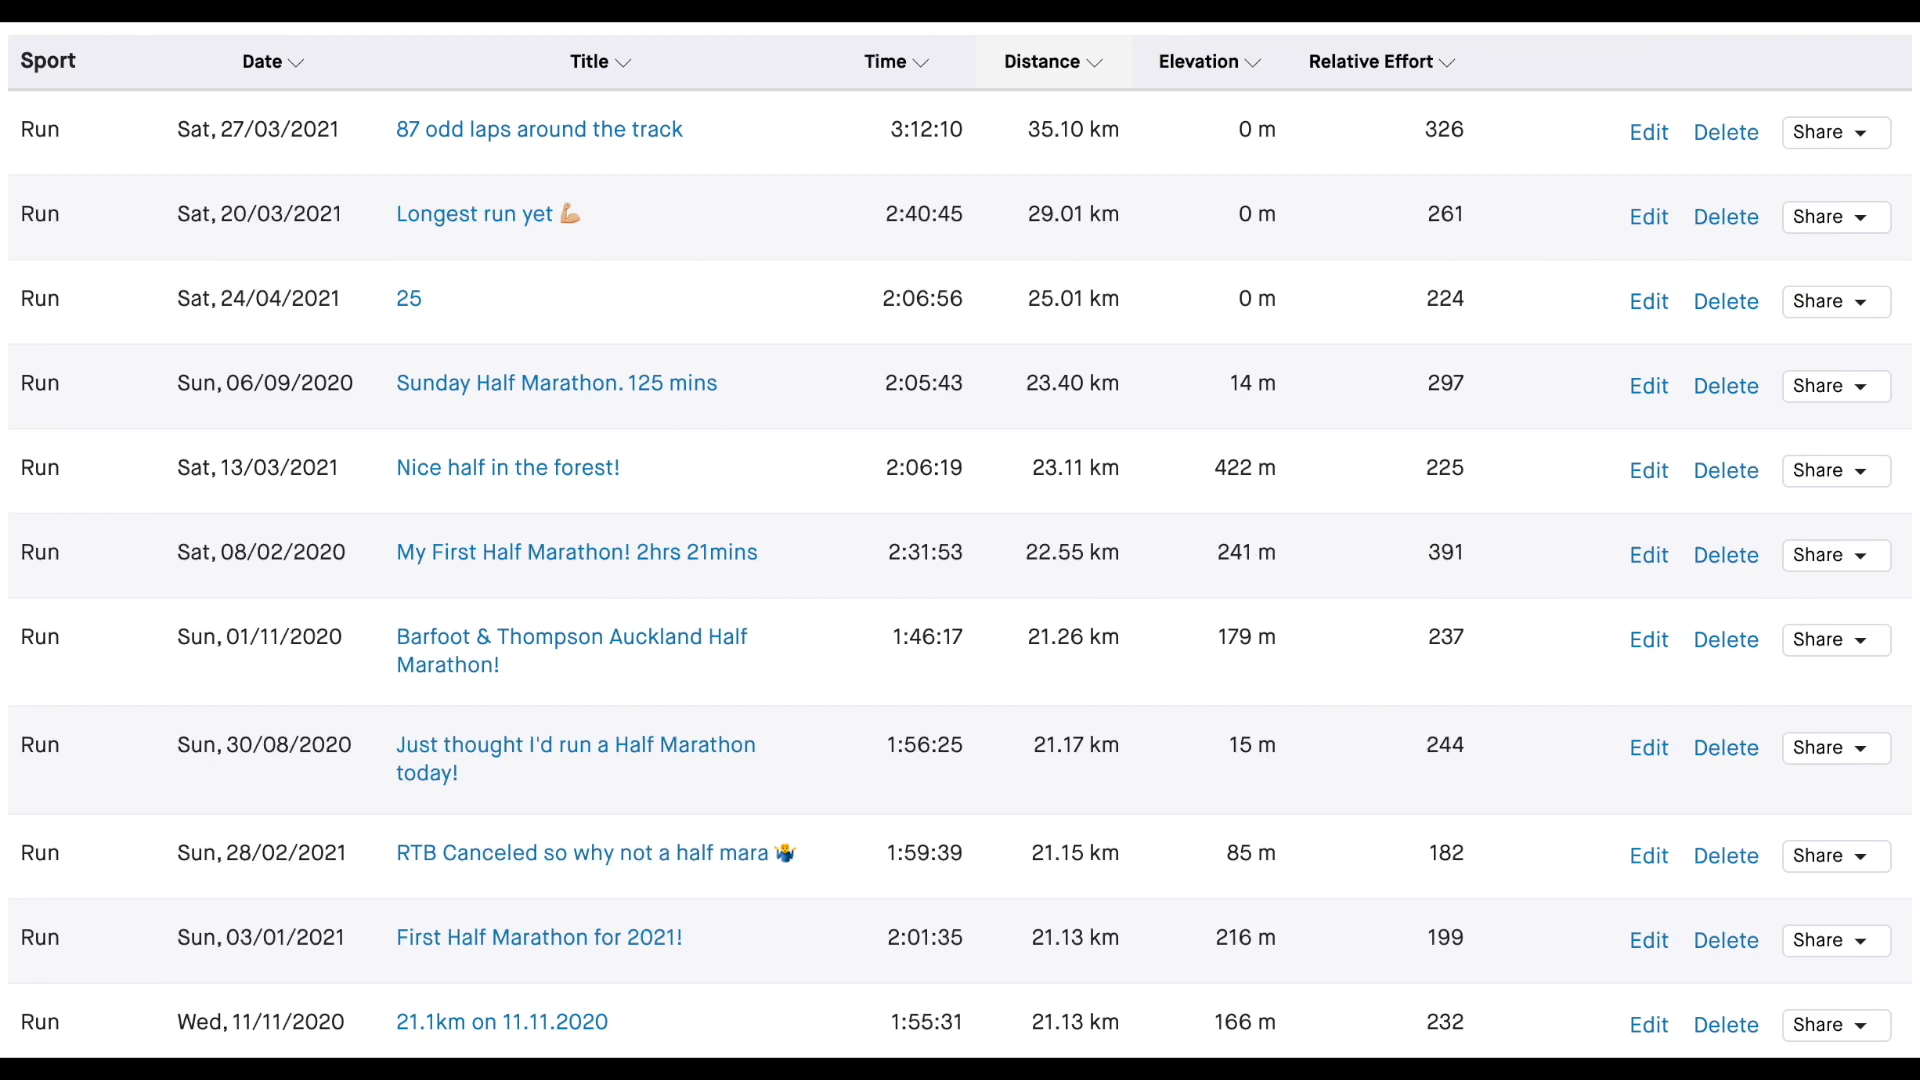 Sport Date Title Time Distance Elevation Relative Effort
Run Sat, 27/03/2021 87 odd laps around the track 3:12:10 35.10 km 0 m 326 Edit Delete Share
Run Sat, 20/03/2021 Longest run yet 💪🏼 2:40:45 29.01 km 0 m 261 Edit Delete Share
Run Sat, 24/04/2021 25 2:06:56 25.01 km 0 m 224 Edit Delete Share
Run Sun, 06/09/2020 Sunday Half Marathon. 125 mins 2:05:43 23.40 km 14 m 297 Edit Delete Share
Run Sat, 13/03/2021 Nice half in the forest! 2:06:19 23.11 km 422 m 225 Edit Delete Share
Run Sat, 08/02/2020 My First Half Marathon! 2hrs 21mins 2:31:53 22.55 km 241 m 391 Edit Delete Share
Run Sun, 01/11/2020 Barfoot & Thompson Auckland Half 1:46:17 21.26 km 179 m 237 Edit Delete Share
Marathon!
Run Sun, 30/08/2020 Just thought I'd run a Half Marathon 1:56:25 21.17 km 15 m 244 Edit Delete Share
today!
Run Sun, 28/02/2021 RTB Canceled so why not a half mara 🤷‍♂️ 1:59:39 21.15 km 85 m 182 Edit Delete Share
Run Sun, 03/01/2021 First Half Marathon for 2021! 2:01:35 21.13 km 216 m 199 Edit Delete Share
Run Wed, 11/11/2020 21.1km on 11.11.2020 1:55:31 21.13 km 166 m 232 Edit Delete Share